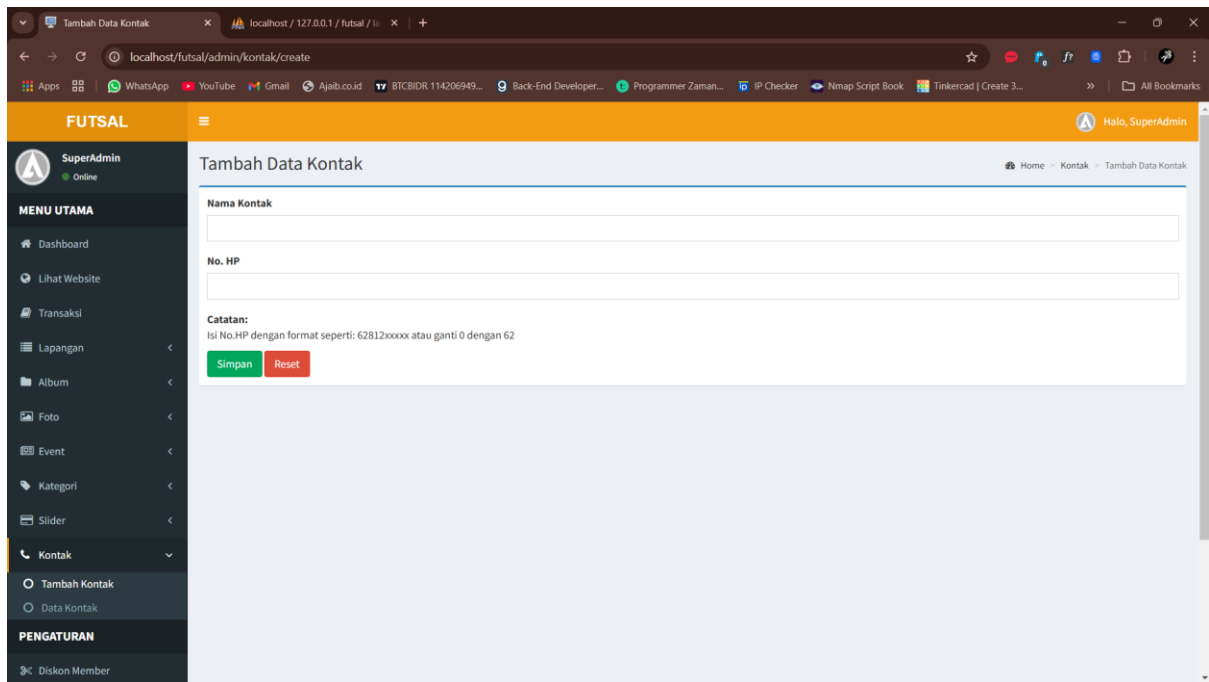 Tambah Data Kontak
localhost / 127.0.0.1 / futsal / la
localhost/futsal/admin/kontak/create
Apps WhatsApp YouTube Gmail Ajaib.co.id BTCBIDR 114206949... Back-End Developer... Programmer Zaman... IP Checker Nmap Script Book Tinkercad | Create 3... » All Bookmarks
FUTSAL
Halo, SuperAdmin
SuperAdmin
Online
Tambah Data Kontak
Home > Kontak > Tambah Data Kontak
MENU UTAMA
Dashboard
Lihat Website
Transaksi
Lapangan
Album
Foto
Event
Kategori
Slider
Kontak
Tambah Kontak
Data Kontak
PENGATURAN
Diskon Member
Nama Kontak
No. HP
Catatan:
Isi No.HP dengan format seperti: 62812xxxxx atau ganti 0 dengan 62
Simpan Reset